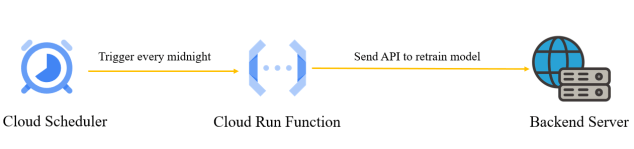 Trigger every midnight
Send API to retrain model
Cloud Scheduler
Cloud Run Function
Backend Server